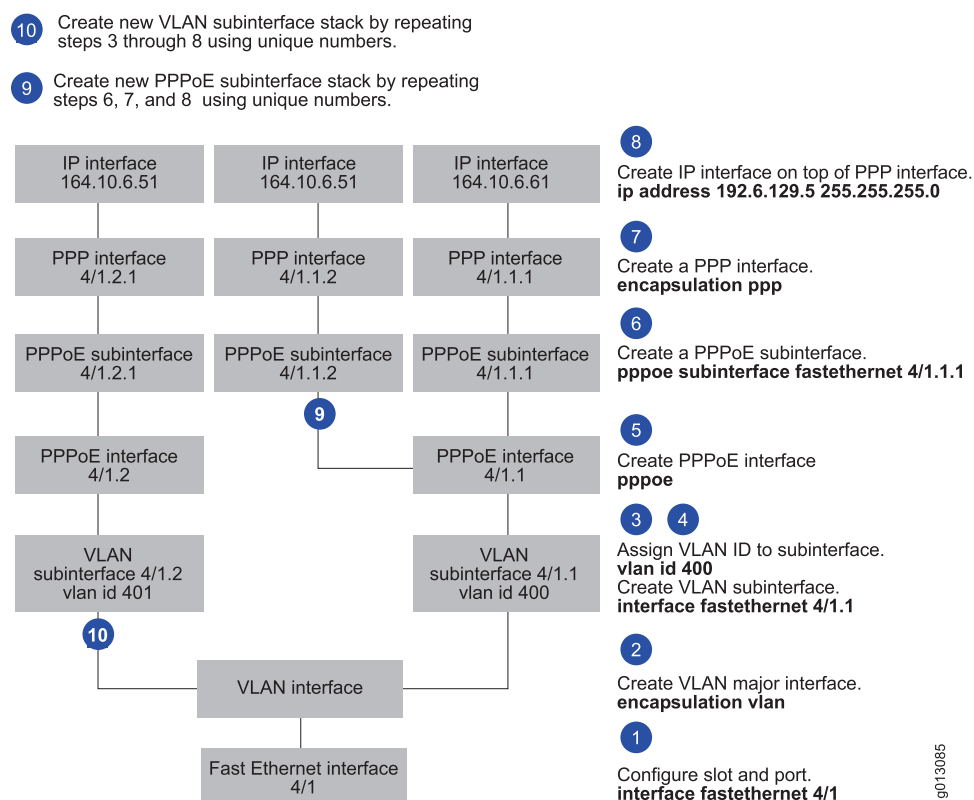 10
Create new VLAN subinterface stack by repeating
steps 3 through 8 using unique numbers.
9
Create new PPPoE subinterface stack by repeating
steps 6, 7, and 8 using unique numbers.
IP interface
164.10.6.51
IP interface
164.10.6.51
IP interface
164.10.6.61
8
Create IP interface on top of PPP interface.
ip address 192.6.129.5 255.255.255.0
PPP interface
4/1.2.1
PPP interface
4/1.1.2
PPP interface
4/1.1.1
7
Create a PPP interface.
encapsulation ppp
PPPoE subinterface
4/1.2.1
PPPoE subinterface
4/1.1.2
PPPoE subinterface
4/1.1.1
6
Create a PPPoE subinterface.
pppoe subinterface fastethernet 4/1.1.1
9
PPPoE interface
4/1.2
PPPoE interface
4/1.1
5
Create PPPoE interface
pppoe
VLAN
subinterface 4/1.2
vlan id 401
VLAN
subinterface 4/1.1
vlan id 400
3 4
Assign VLAN ID to subinterface.
vlan id 400
Create VLAN subinterface.
interface fastethernet 4/1.1
10
VLAN interface
2
Create VLAN major interface.
encapsulation vlan
Fast Ethernet interface
4/1
1
Configure slot and port.
interface fastethernet 4/1
g013085